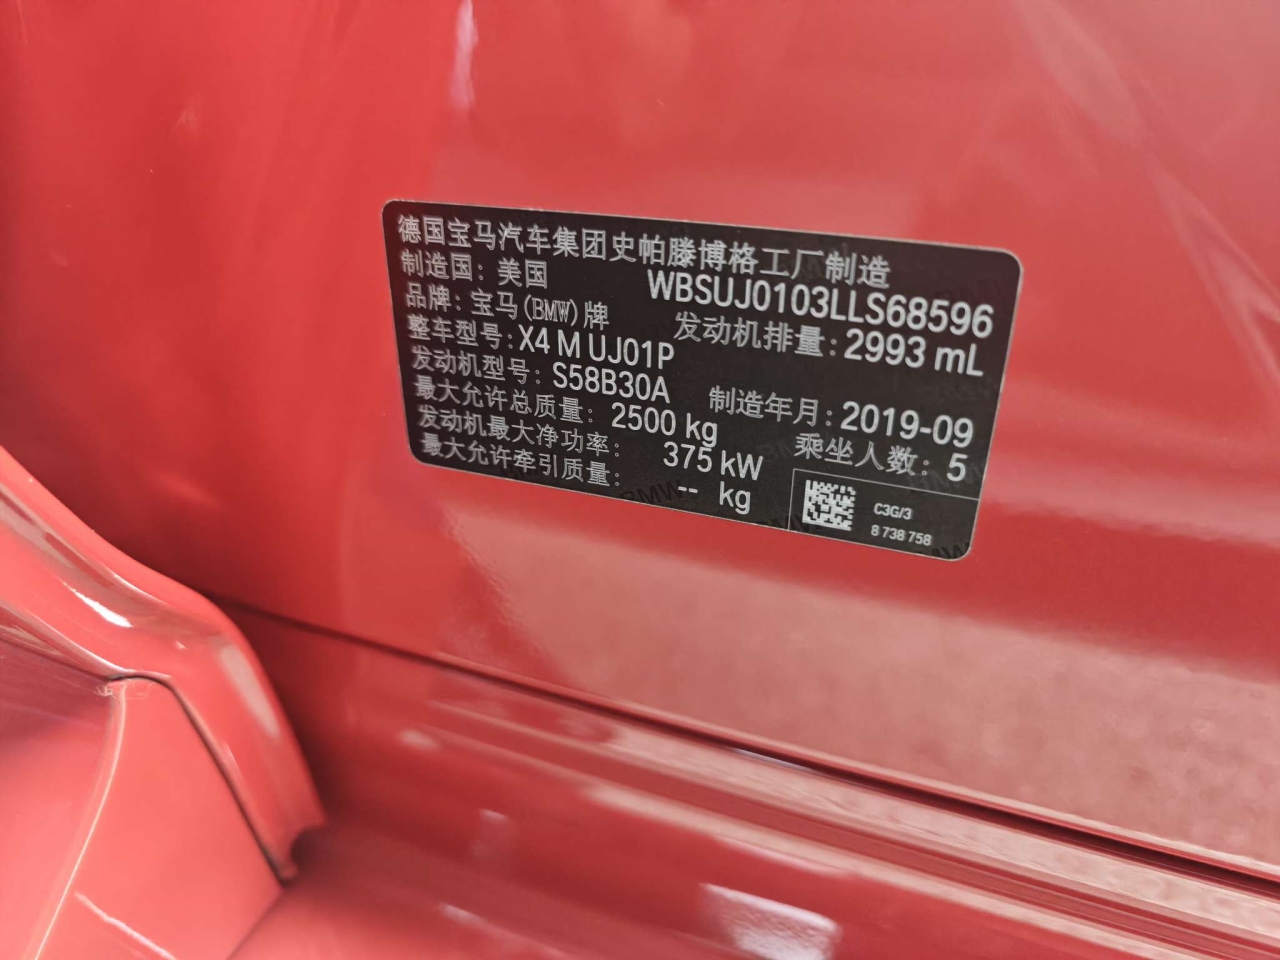 德国宝马汽车集团史帕滕博格工厂制造
制造国：美国 WBSUJ0103LLS68596
品牌：宝马(BMW)牌 发动机排量：2993 mL
整车型号：X4 M UJ01P
发动机型号：S58B30A 制造年月：2019-09
最大允许总质量：2500 kg 乘坐人数：5
发动机最大净功率：375 kW
最大允许牵引质量：-- kg
C3G/3
8 738 758